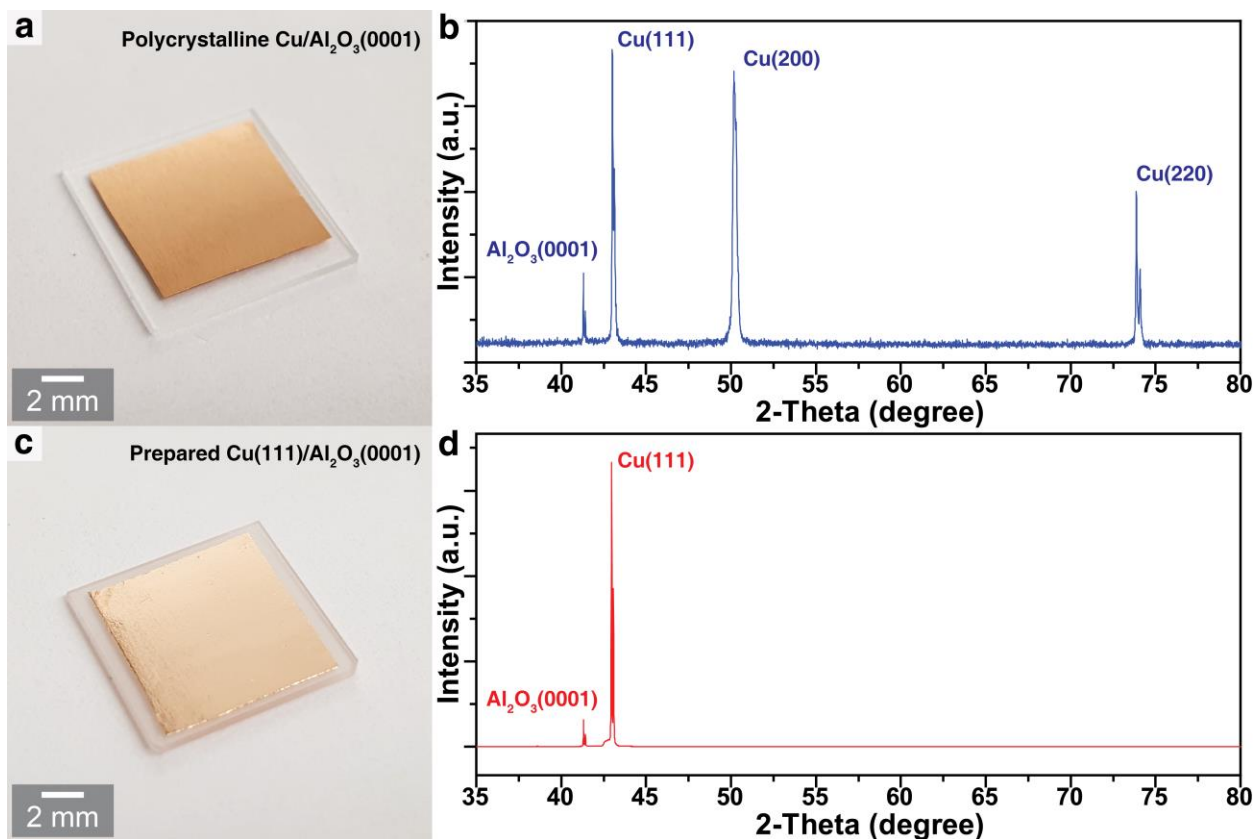 a
Polycrystalline Cu/Al₂O₃(0001)
2 mm
b
Cu(111)
Cu(200)
Cu(220)
Al₂O₃(0001)
Intensity (a.u.)
35 40 45 50 55 60 65 70 75 80
2-Theta (degree)
c
Prepared Cu(111)/Al₂O₃(0001)
2 mm
d
Cu(111)
Al₂O₃(0001)
Intensity (a.u.)
35 40 45 50 55 60 65 70 75 80
2-Theta (degree)